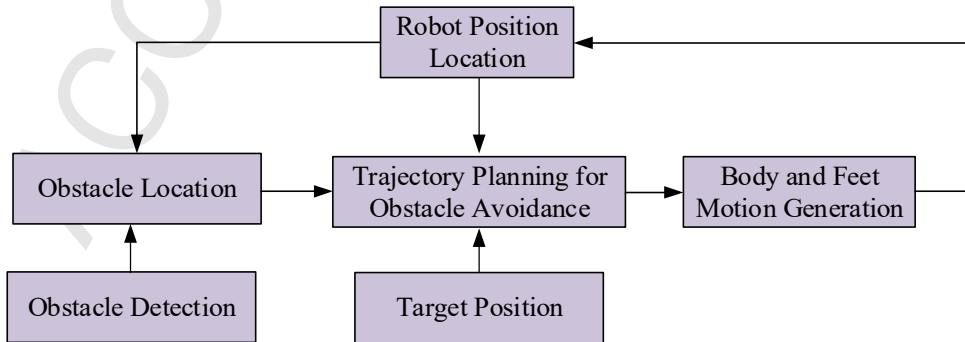 Robot Position
Location
Obstacle Location
Trajectory Planning for
Obstacle Avoidance
Body and Feet
Motion Generation
Obstacle Detection
Target Position